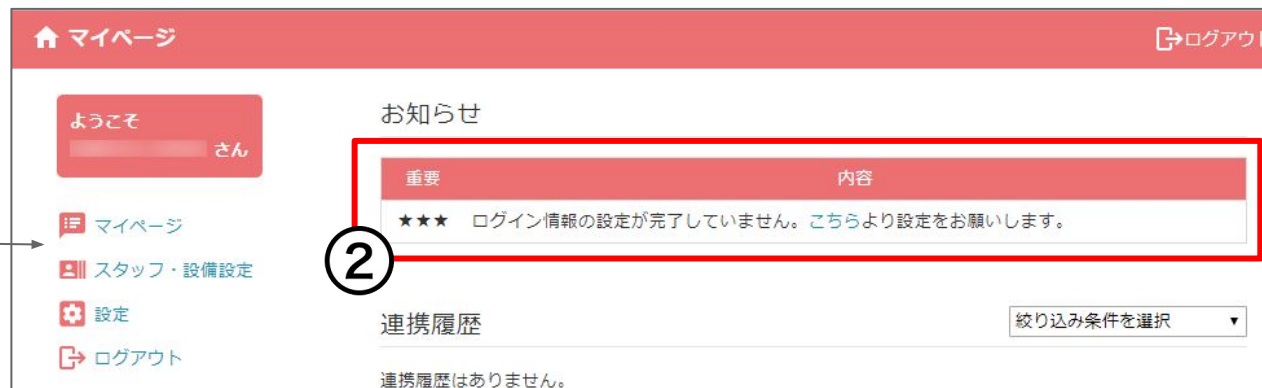 マイページ
ログアウト
ようこそ
さん
マイページ
スタッフ・設備設定
設定
ログアウト
お知らせ
重要 内容
★★★ ログイン情報の設定が完了していません。こちらより設定をお願いします。
②
連携履歴
絞り込み条件を選択 ▼
連携履歴はありません。